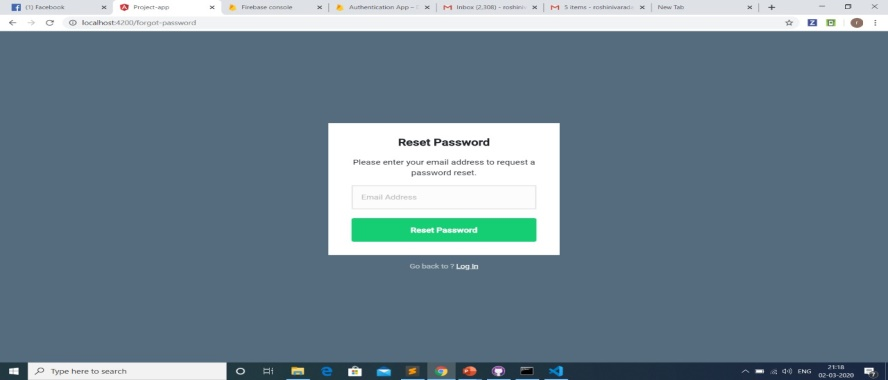 (1) Facebook
Project-app
Firebase console
Authentication App -
Inbox (2,308) - roshiniv
5 items - roshinivarada
New Tab
localhost:4200/forgot-password
Reset Password
Please enter your email address to request a
password reset.
Email Address
Reset Password
Go back to ? Log In
Type here to search
ENG
21:18
02-03-2020